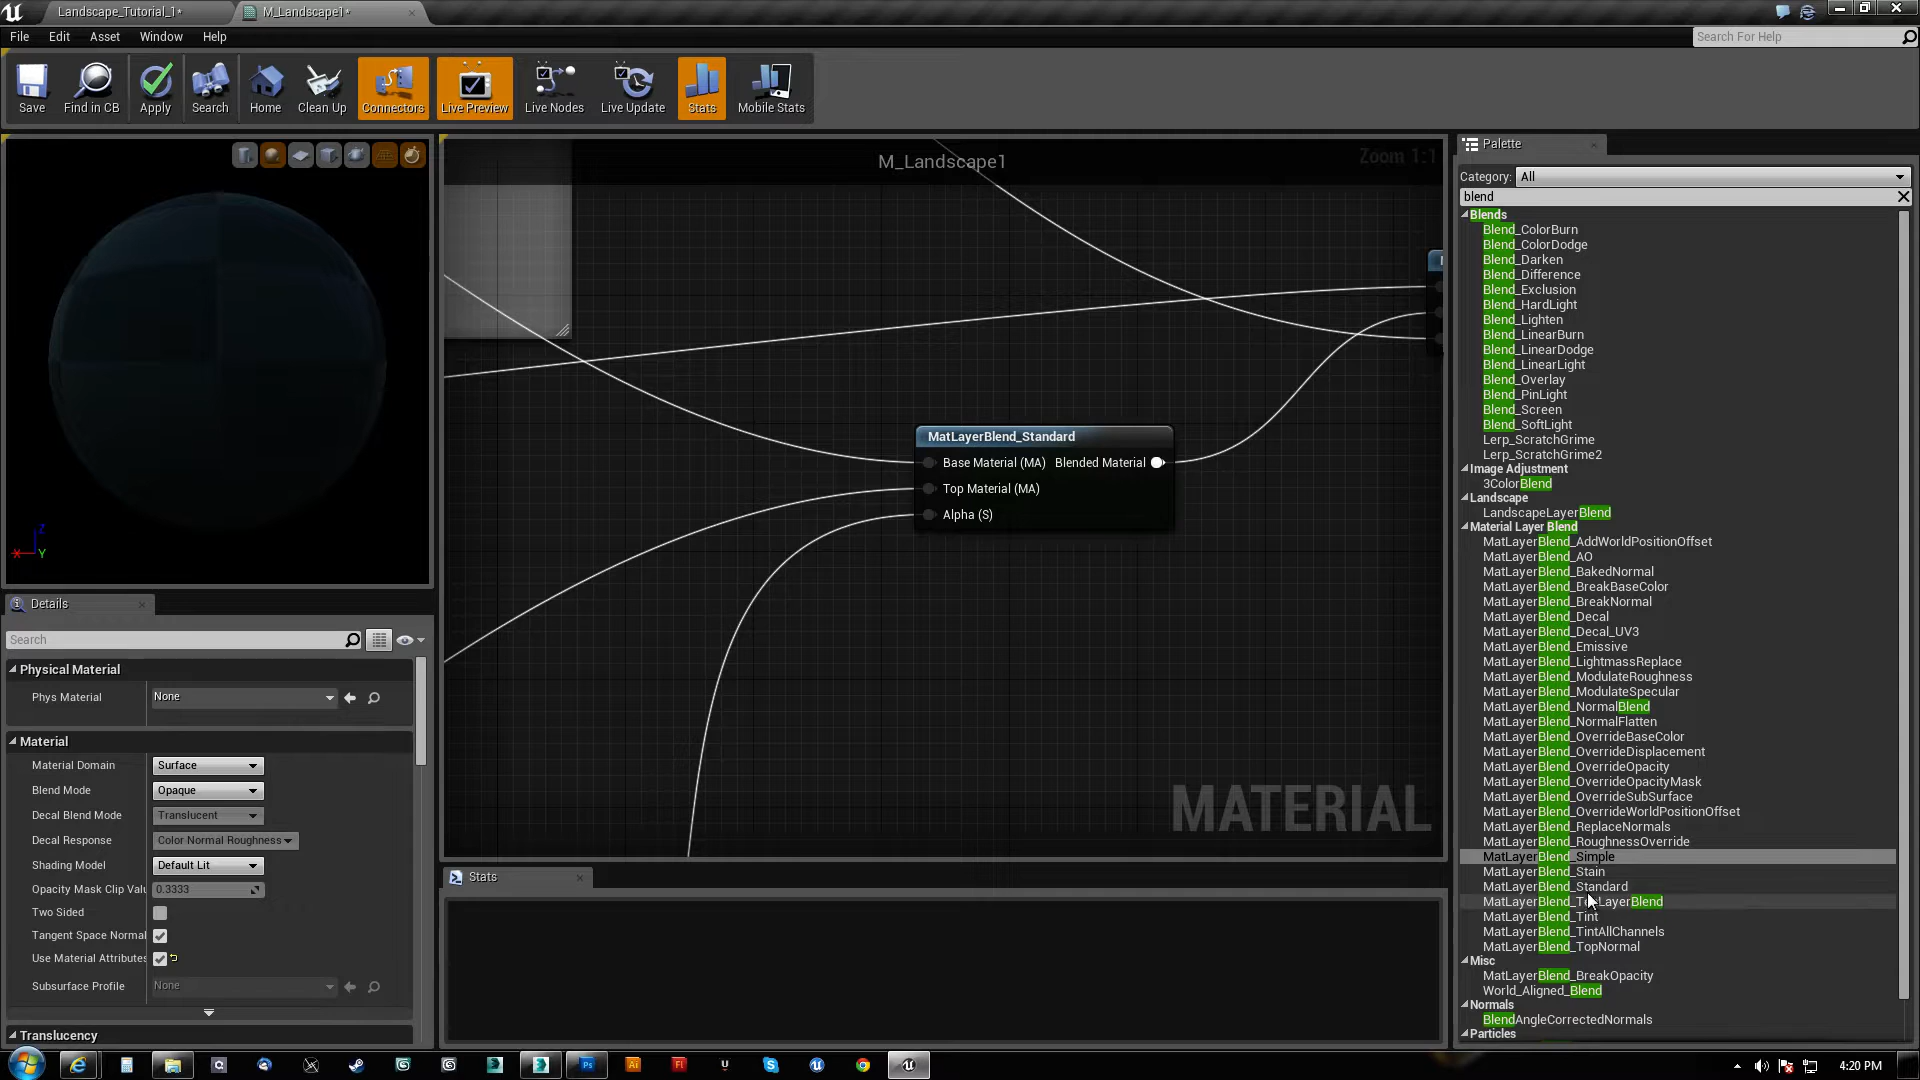 Landscape_Tutorial_1*
M_Landscape1*
File Edit Asset Window Help
Search For Help
Save
Find in CB
Apply
Search
Home
Clean Up
Connectors
Live Preview
Live Nodes
Live Update
Stats
Mobile Stats
M_Landscape1
Zoom 1:1
MatLayerBlend_Standard
Base Material (MA) Blended Material
Top Material (MA)
Alpha (S)
MATERIAL
Z
X Y
Details
Search
Physical Material
Phys Material None
Material
Material Domain Surface
Blend Mode Opaque
Decal Blend Mode Translucent
Decal Response Color Normal Roughness
Shading Model Default Lit
Opacity Mask Clip Valu 0.3333
Two Sided
Tangent Space Normal
Use Material Attributes
Subsurface Profile None
Translucency
Stats
Palette
Category: All
blend
Blends
Blend_ColorBurn
Blend_ColorDodge
Blend_Darken
Blend_Difference
Blend_Exclusion
Blend_HardLight
Blend_Lighten
Blend_LinearBurn
Blend_LinearDodge
Blend_LinearLight
Blend_Overlay
Blend_PinLight
Blend_Screen
Blend_SoftLight
Lerp_ScratchGrime
Lerp_ScratchGrime2
Image Adjustment
3ColorBlend
Landscape
LandscapeLayerBlend
Material Layer Blend
MatLayerBlend_AddWorldPositionOffset
MatLayerBlend_AO
MatLayerBlend_BakedNormal
MatLayerBlend_BreakBaseColor
MatLayerBlend_BreakNormal
MatLayerBlend_Decal
MatLayerBlend_Decal_UV3
MatLayerBlend_Emissive
MatLayerBlend_LightmassReplace
MatLayerBlend_ModulateRoughness
MatLayerBlend_ModulateSpecular
MatLayerBlend_NormalBlend
MatLayerBlend_NormalFlatten
MatLayerBlend_OverrideBaseColor
MatLayerBlend_OverrideDisplacement
MatLayerBlend_OverrideOpacity
MatLayerBlend_OverrideOpacityMask
MatLayerBlend_OverrideSubSurface
MatLayerBlend_OverrideWorldPositionOffset
MatLayerBlend_ReplaceNormals
MatLayerBlend_RoughnessOverride
MatLayerBlend_Simple
MatLayerBlend_Stain
MatLayerBlend_Standard
MatLayerBlend_Tint
MatLayerBlend_TintAllChannels
MatLayerBlend_TopNormal
Misc
MatLayerBlend_BreakOpacity
World_Aligned_Blend
Normals
BlendAngleCorrectedNormals
Particles
Ps
Ai
Fl
4:20 PM